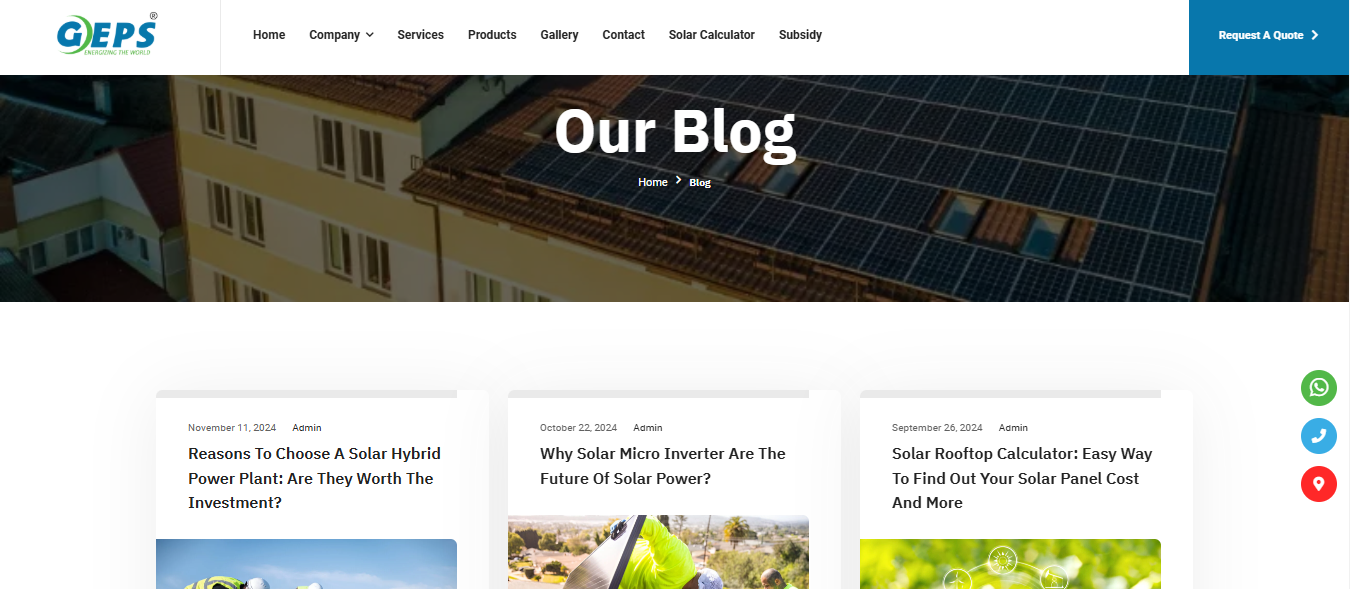 GEPS®
ENERGIZING THE WORLD
Home Company Services Products Gallery Contact Solar Calculator Subsidy
Request A Quote
Our Blog
Home Blog
November 11, 2024 Admin
Reasons To Choose A Solar Hybrid
Power Plant: Are They Worth The
Investment?
October 22, 2024 Admin
Why Solar Micro Inverter Are The
Future Of Solar Power?
September 26, 2024 Admin
Solar Rooftop Calculator: Easy Way
To Find Out Your Solar Panel Cost
And More